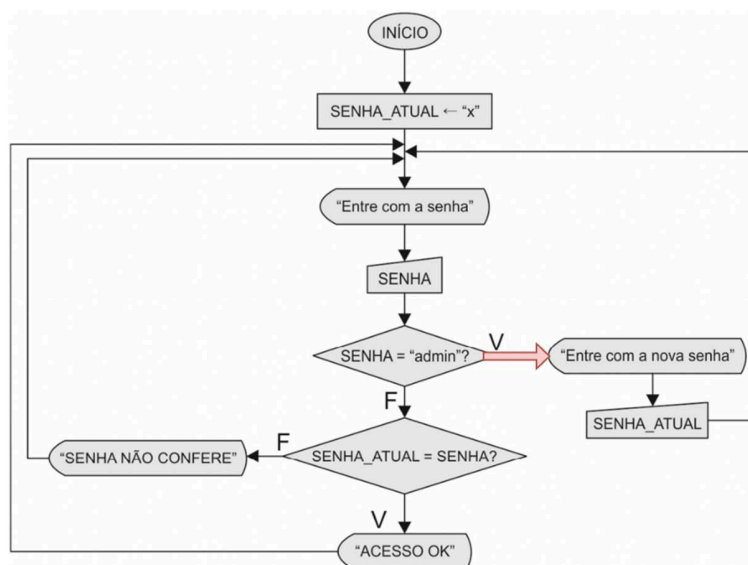 INÍCIO
SENHA_ATUAL ← “x”
“Entre com a senha”
SENHA
SENHA = “admin”?
V
“Entre com a nova senha”
F
SENHA_ATUAL
F
SENHA_ATUAL = SENHA?
“SENHA NÃO CONFERE”
V
“ACESSO OK”